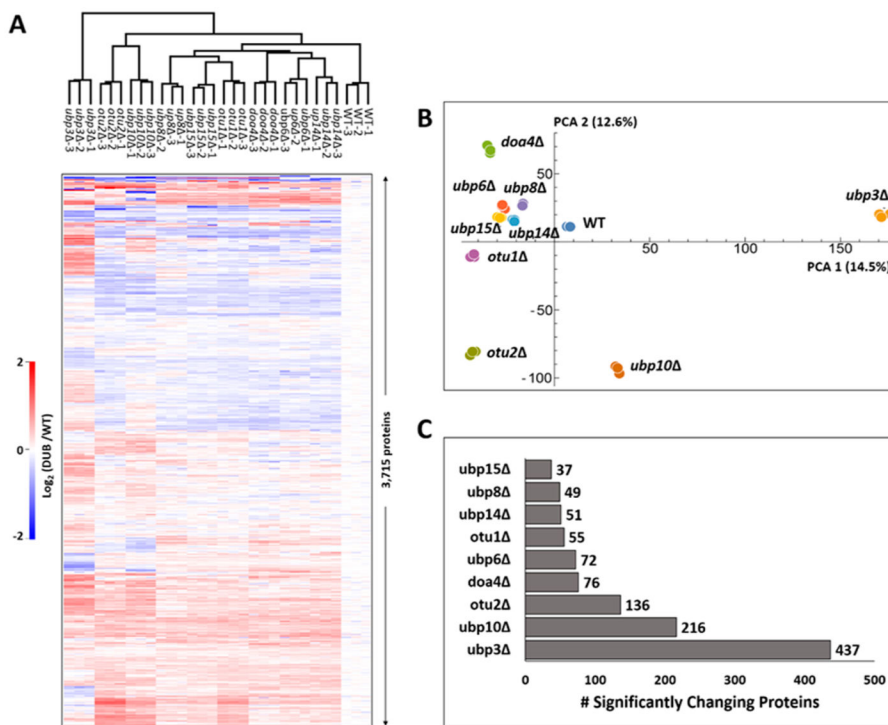 A
ubp3Δ-3
ubp3Δ-2
ubp3Δ-1
otu2Δ-3
otu2Δ-2
otu2Δ-1
ubp10Δ-1
ubp10Δ-2
ubp10Δ-3
ubp8Δ-2
up8Δ-3
up8Δ-1
ubp15Δ-3
ubp15Δ-2
ubp15Δ-1
otu1Δ-1
otu1Δ-2
otu1Δ-3
doa4Δ-3
doa4Δ-2
doa4Δ-1
ubp6Δ-3
up6Δ-2
ubp6Δ-1
up14Δ-1
ubp14Δ-2
ubp14Δ-3
WT-3
WT-2
WT-1
2
0
-2
Log2 (DUB /WT)
3,715 proteins
B
PCA 2 (12.6%)
doa4Δ
50
ubp6Δ ubp8Δ
ubp3Δ
ubp15Δ ubp14Δ
WT
50 100 150
PCA 1 (14.5%)
otu1Δ
-50
otu2Δ
ubp10Δ
-100
C
ubp15Δ 37
ubp8Δ 49
ubp14Δ 51
otu1Δ 55
ubp6Δ 72
doa4Δ 76
otu2Δ 136
ubp10Δ 216
ubp3Δ 437
0 100 200 300 400 500
# Significantly Changing Proteins